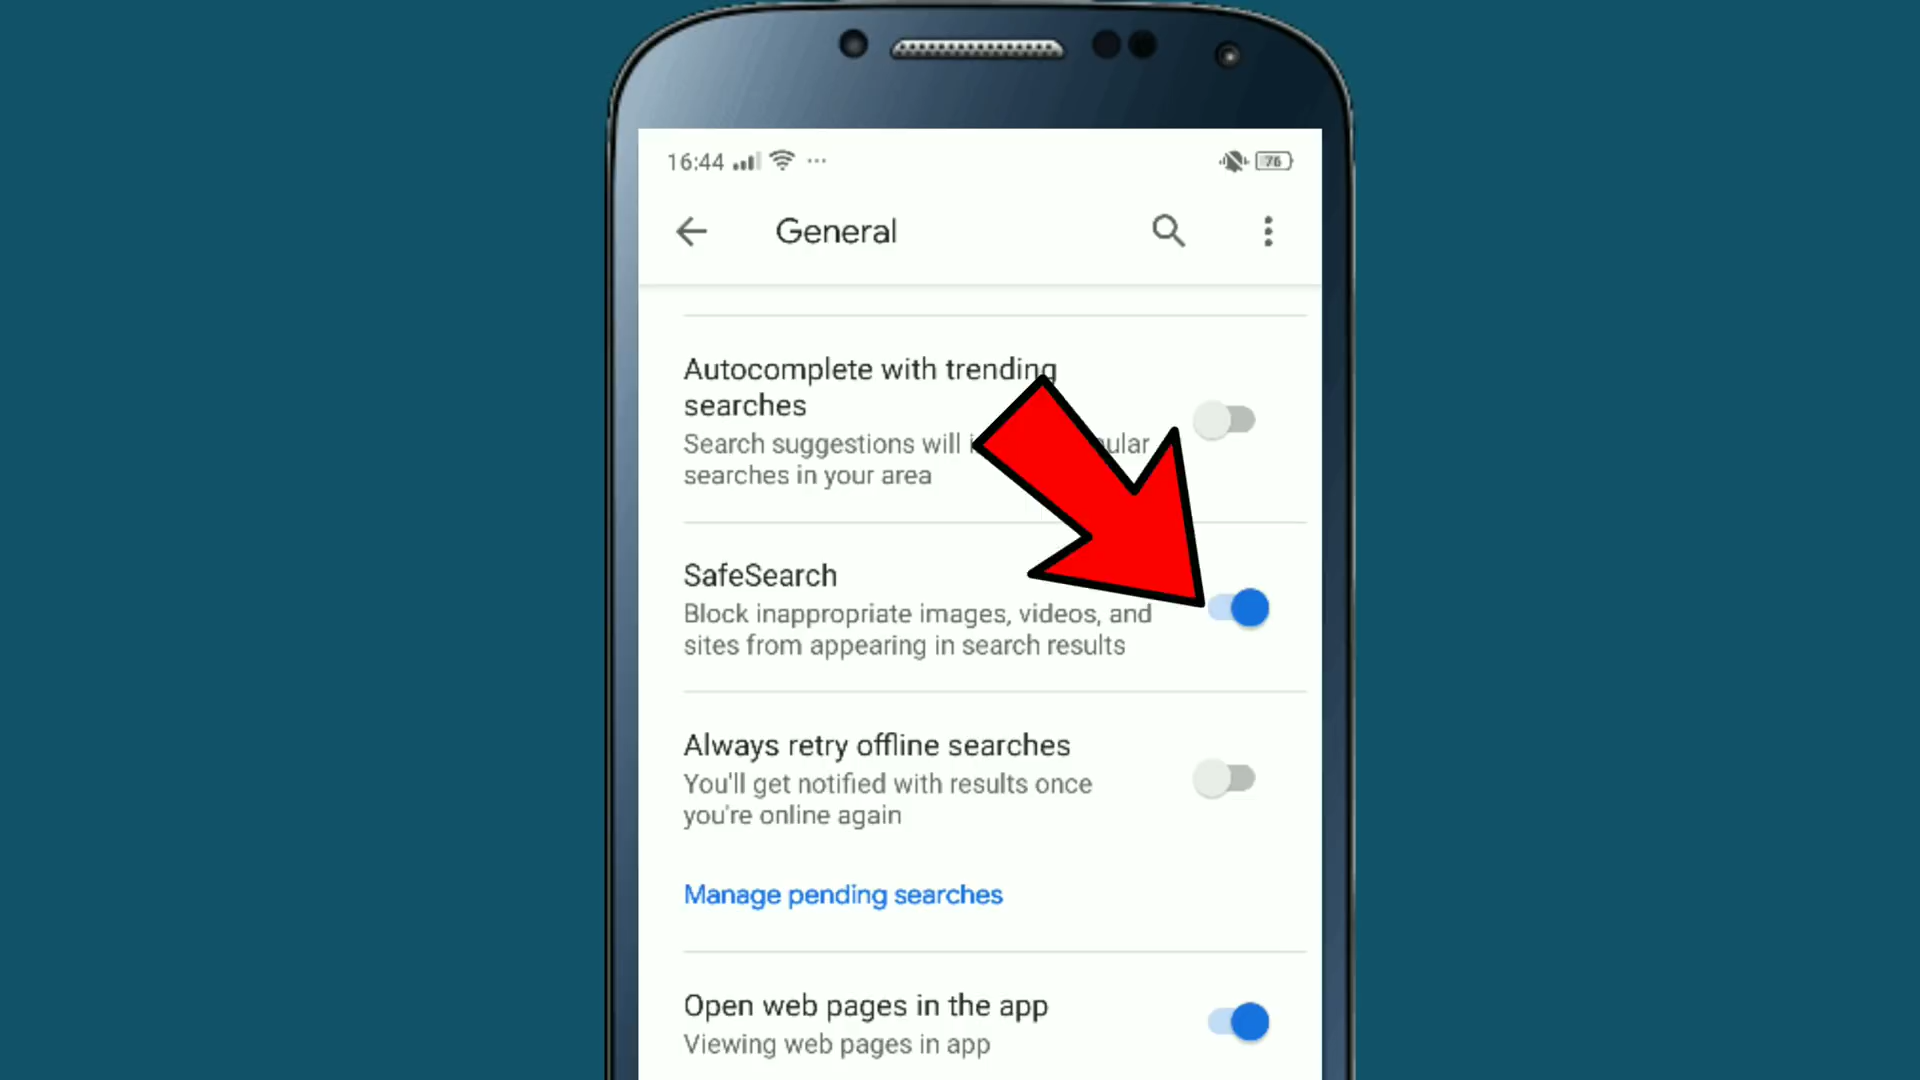 16:44
76
General
Autocomplete with trending
searches
Search suggestions will ular
searches in your area
SafeSearch
Block inappropriate images, videos, and
sites from appearing in search results
Always retry offline searches
You'll get notified with results once
you're online again
Manage pending searches
Open web pages in the app
Viewing web pages in app